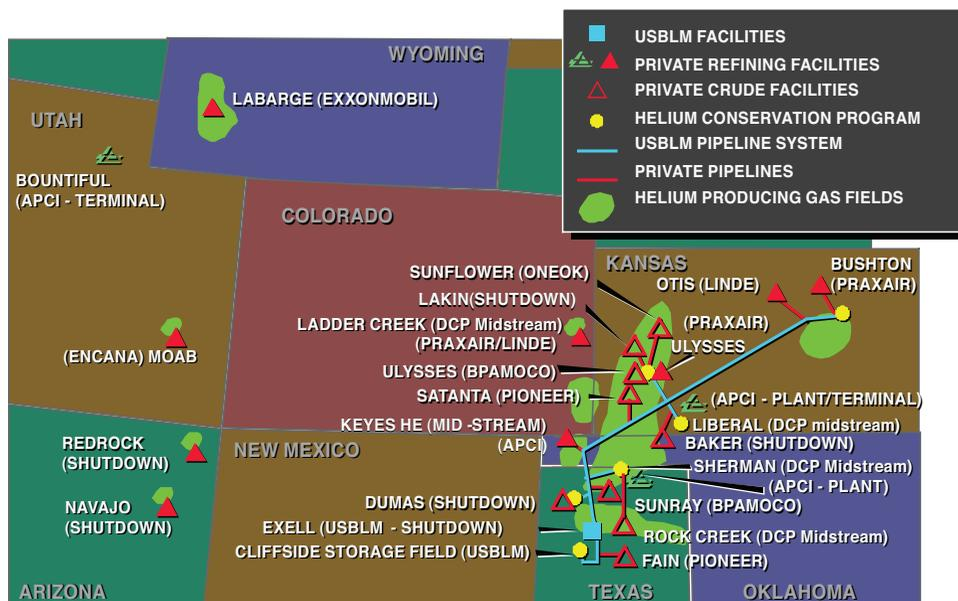 WYOMING
USBLM FACILITIES
PRIVATE REFINING FACILITIES
PRIVATE CRUDE FACILITIES
HELIUM CONSERVATION PROGRAM
USBLM PIPELINE SYSTEM
PRIVATE PIPELINES
HELIUM PRODUCING GAS FIELDS
LABARGE (EXXONMOBIL)
UTAH
BOUNTIFUL
(APCI - TERMINAL)
COLORADO
KANSAS
SUNFLOWER (ONEOK)
LAKIN(SHUTDOWN)
LADDER CREEK (DCP Midstream)
(PRAXAIR/LINDE)
ULYSSES (BPAMOCO)
SATANTA (PIONEER)
KEYES HE (MID -STREAM)
(APCI)
OTIS (LINDE)
BUSHTON
(PRAXAIR)
(PRAXAIR)
ULYSSES
(APCI - PLANT/TERMINAL)
LIBERAL (DCP midstream)
BAKER (SHUTDOWN)
SHERMAN (DCP Midstream)
(APCI - PLANT)
SUNRAY (BPAMOCO)
ROCK CREEK (DCP Midstream)
FAIN (PIONEER)
(ENCANA) MOAB
REDROCK
(SHUTDOWN)
NAVAJO
(SHUTDOWN)
NEW MEXICO
DUMAS (SHUTDOWN)
EXELL (USBLM - SHUTDOWN)
CLIFFSIDE STORAGE FIELD (USBLM)
ARIZONA
TEXAS
OKLAHOMA